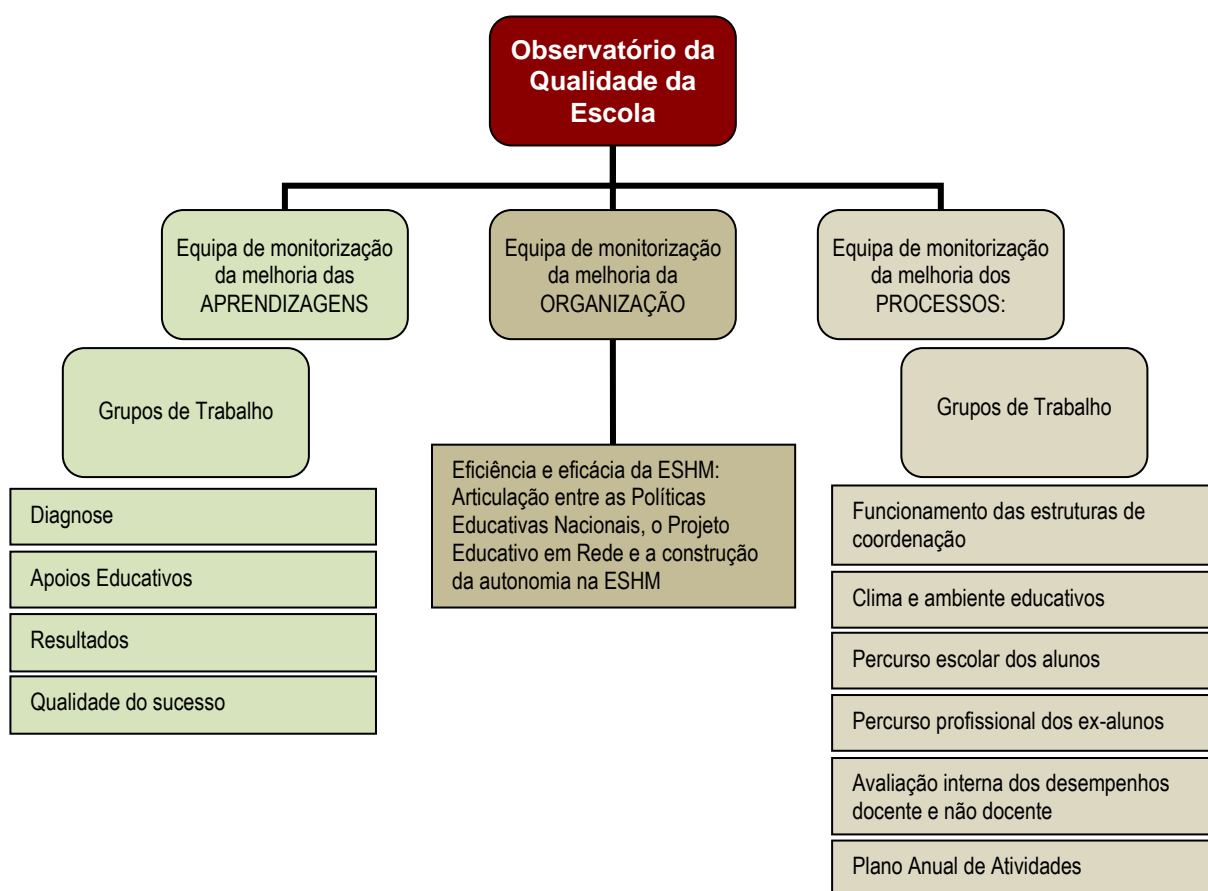 Observatório da
Qualidade da
Escola
Equipa de monitorização
da melhoria das
APRENDIZAGENS
Equipa de monitorização
da melhoria da
ORGANIZAÇÃO
Equipa de monitorização
da melhoria dos
PROCESSOS:
Grupos de Trabalho
Diagnose
Apoios Educativos
Resultados
Qualidade do sucesso
Eficiência e eficácia da ESHM:
Articulação entre as Políticas
Educativas Nacionais, o Projeto
Educativo em Rede e a construção
da autonomia na ESHM
Grupos de Trabalho
Funcionamento das estruturas de
coordenação
Clima e ambiente educativos
Percurso escolar dos alunos
Percurso profissional dos ex-alunos
Avaliação interna dos desempenhos
docente e não docente
Plano Anual de Atividades